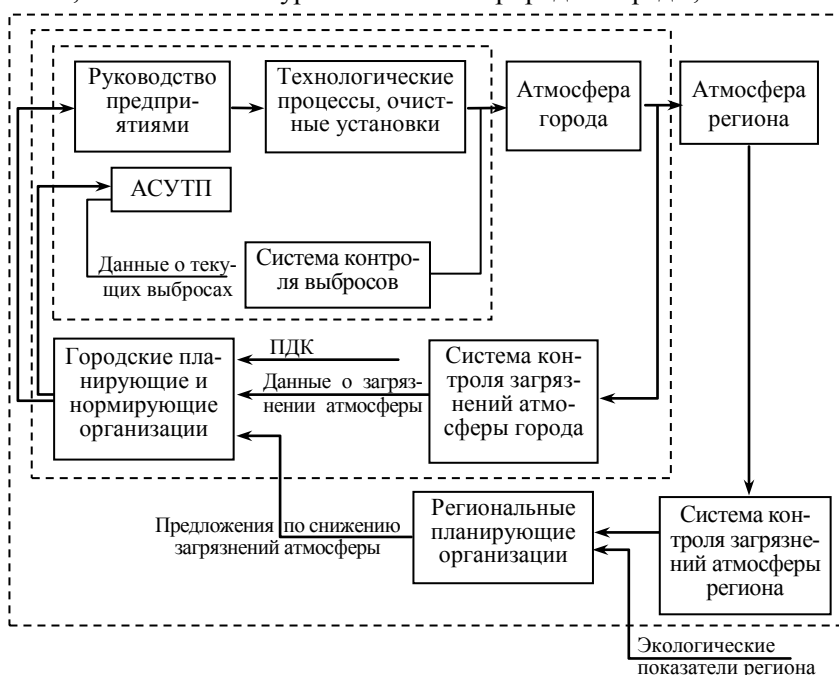 Руководство
предпри-
ятиями
Технологические
процессы, очист-
ные установки
Атмосфера
города
Атмосфера
региона
АСУТП
Данные о теку-
щих выбросах
Система контро-
ля выбросов
Городские пла-
нирующие и
нормирующие
организации
ПДК
Данные о загряз-
нении атмосферы
Система кон-
троля загряз-
нений атмо-
сферы города
Предложения по снижению
загрязнений атмосферы
Региональные
планирующие
организации
Система кон-
троля загрязне-
ний атмосферы
региона
Экологические
показатели региона